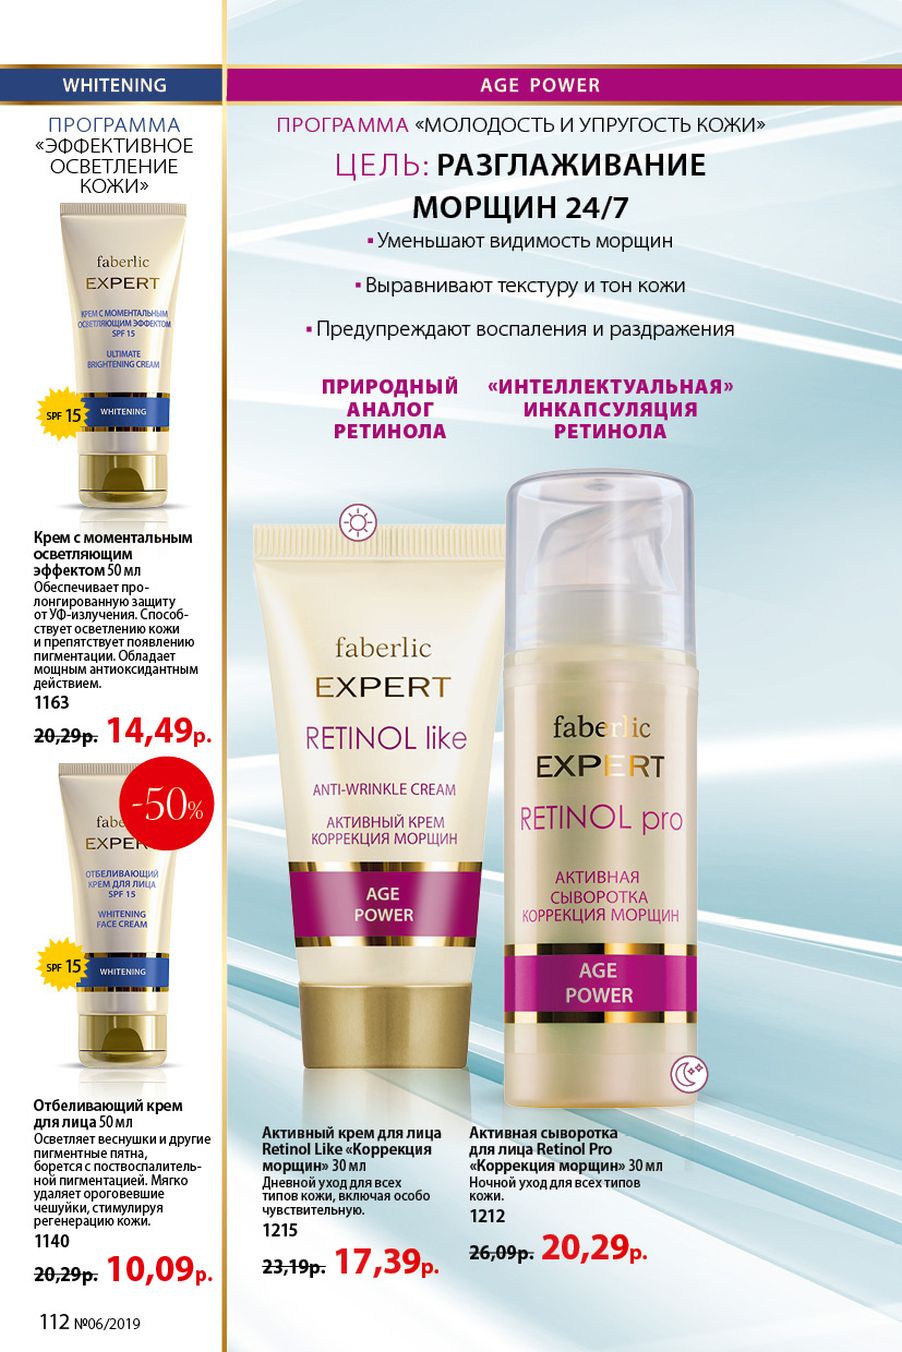 WHITENING
ПРОГРАММА
«ЭФФЕКТИВНОЕ
ОСВЕТЛЕНИЕ
КОЖИ»
faberlic
EXPERT
КРЕМ С МОМЕНТАЛЬНЫМ
ОСВЕТЛЯЮЩИМ ЭФФЕКТОМ
SPF 15
ULTIMATE
BRIGHTENING CREAM
SPF 15
WHITENING
Крем с моментальным
осветляющим
эффектом 50 мл
Обеспечивает про-
лонгированную защиту
от УФ-излучения. Способ-
ствует осветлению кожи
и препятствует появлению
пигментации. Обладает
мощным антиоксидантным
действием.
1163
20,29р. 14,49р.
-50%
fabe
EXPER
ОТБЕЛИВАЮЩИЙ
КРЕМ ДЛЯ ЛИЦА
SPF 15
WHITENING
FACE CREAM
SPF 15
WHITENING
Отбеливающий крем
для лица 50 мл
Осветляет веснушки и другие
пигментные пятна,
борется с поствоспалитель-
ной пигментацией. Мягко
удаляет ороговевшие
чешуйки, стимулируя
регенерацию кожи.
1140
20,29р. 10,09р.
112 №06/2019
AGE POWER
ПРОГРАММА «МОЛОДОСТЬ И УПРУГОСТЬ КОЖИ»
ЦЕЛЬ: РАЗГЛАЖИВАНИЕ
МОРЩИН 24/7
▪ Уменьшают видимость морщин
▪ Выравнивают текстуру и тон кожи
▪ Предупреждают воспаления и раздражения
ПРИРОДНЫЙ
АНАЛОГ
РЕТИНОЛА
«ИНТЕЛЛЕКТУАЛЬНАЯ»
ИНКАПСУЛЯЦИЯ
РЕТИНОЛА
faberlic
EXPERT
RETINOL like
ANTI-WRINKLE CREAM
АКТИВНЫЙ КРЕМ
КОРРЕКЦИЯ МОРЩИН
AGE
POWER
faberlic
EXPERT
RETINOL pro
АКТИВНАЯ
СЫВОРОТКА
КОРРЕКЦИЯ МОРЩИН
AGE
POWER
Активный крем для лица
Retinol Like «Коррекция
морщин» 30 мл
Дневной уход для всех
типов кожи, включая особо
чувствительную.
1215
23,19р. 17,39р.
Активная сыворотка
для лица Retinol Pro
«Коррекция морщин» 30 мл
Ночной уход для всех типов
кожи.
1212
26,09р. 20,29р.